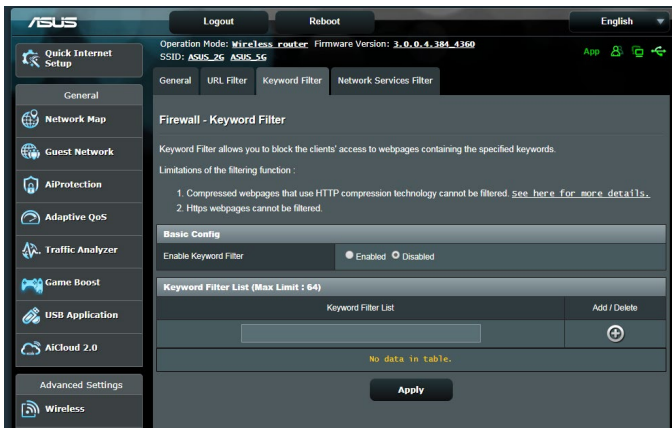 ASUS
Logout
Reboot
English
Operation Mode: Wireless router Firmware Version: 3.0.0.4.384_4360
SSID: ASUS_2G ASUS_5G
App
Quick Internet
Setup
General
URL Filter
Keyword Filter
Network Services Filter
General
Network Map
Guest Network
AiProtection
Adaptive QoS
Traffic Analyzer
Game Boost
USB Application
AiCloud 2.0
Advanced Settings
Wireless
Firewall - Keyword Filter
Keyword Filter allows you to block the clients' access to webpages containing the specified keywords.
Limitations of the filtering function :
1. Compressed webpages that use HTTP compression technology cannot be filtered. See here for more details.
2. Https webpages cannot be filtered.
Basic Config
Enable Keyword Filter
Enabled Disabled
Keyword Filter List (Max Limit : 64)
Keyword Filter List
Add / Delete
No data in table.
Apply